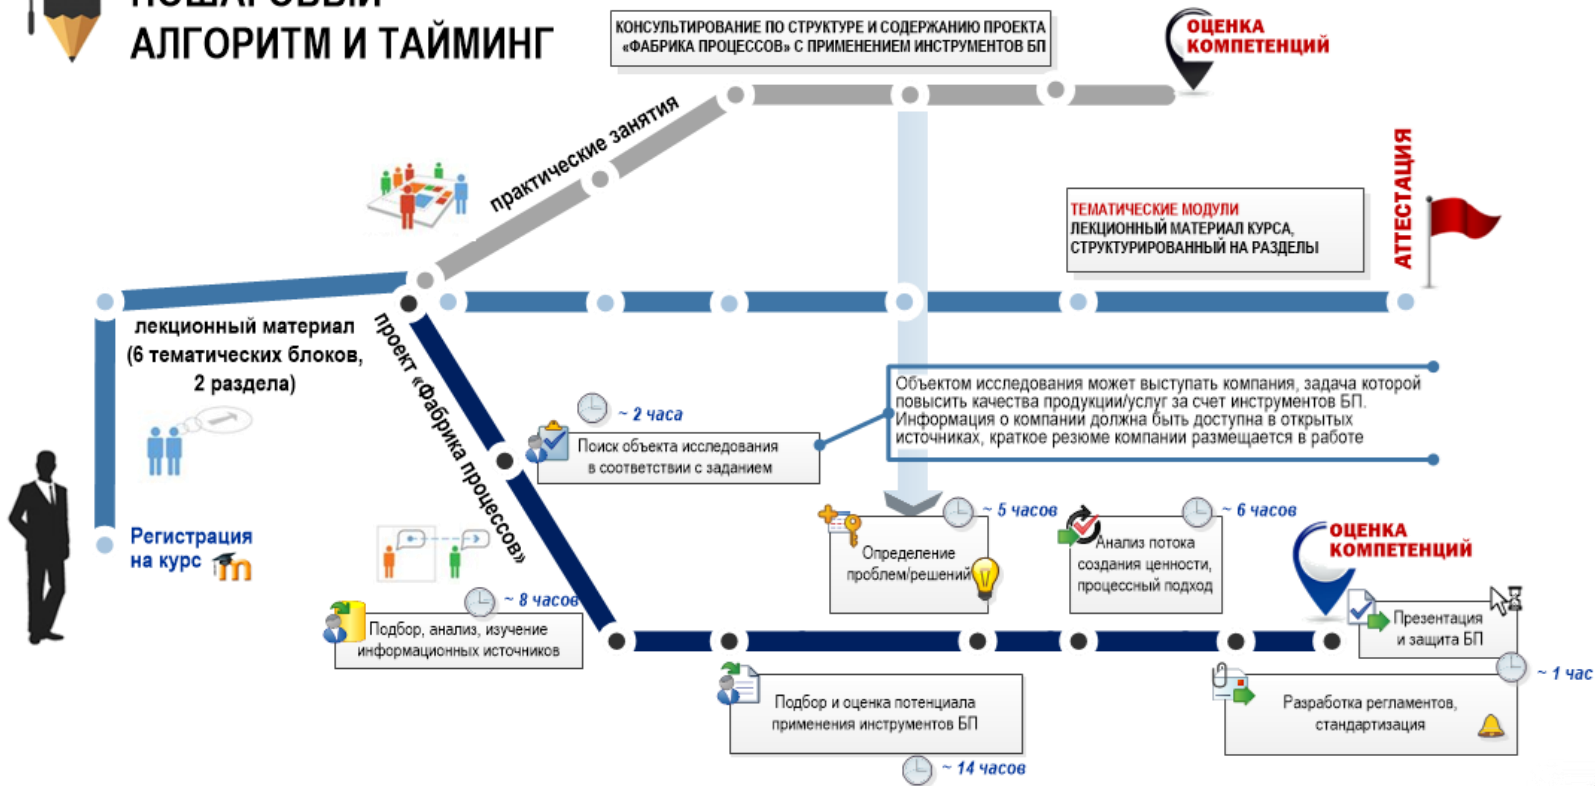 ПОШАГОВЫЙ
АЛГОРИТМ И ТАЙМИНГ
КОНСУЛЬТИРОВАНИЕ ПО СТРУКТУРЕ И СОДЕРЖАНИЮ ПРОЕКТА
«ФАБРИКА ПРОЦЕССОВ» С ПРИМЕНЕНИЕМ ИНСТРУМЕНТОВ БП
ОЦЕНКА
КОМПЕТЕНЦИЙ
практические занятия
ТЕМАТИЧЕСКИЕ МОДУЛИ
ЛЕКЦИОННЫЙ МАТЕРИАЛ КУРСА,
СТРУКТУРИРОВАННЫЙ НА РАЗДЕЛЫ
АТТЕСТАЦИЯ
лекционный материал
(6 тематических блоков,
2 раздела)
проект «Фабрика процессов»
Регистрация
на курс
~ 2 часа
Поиск объекта исследования
в соответствии с заданием
Объектом исследования может выступать компания, задача которой
повысить качества продукции/услуг за счет инструментов БП.
Информация о компании должна быть доступна в открытых
источниках, краткое резюме компании размещается в работе
~ 8 часов
Подбор, анализ, изучение
информационных источников
~ 5 часов
Определение
проблем/решений
~ 6 часов
Анализ потока
создания ценности,
процессный подход
ОЦЕНКА
КОМПЕТЕНЦИЙ
Презентация
и защита БП
~ 1 час
Подбор и оценка потенциала
применения инструментов БП
~ 14 часов
Разработка регламентов,
стандартизация